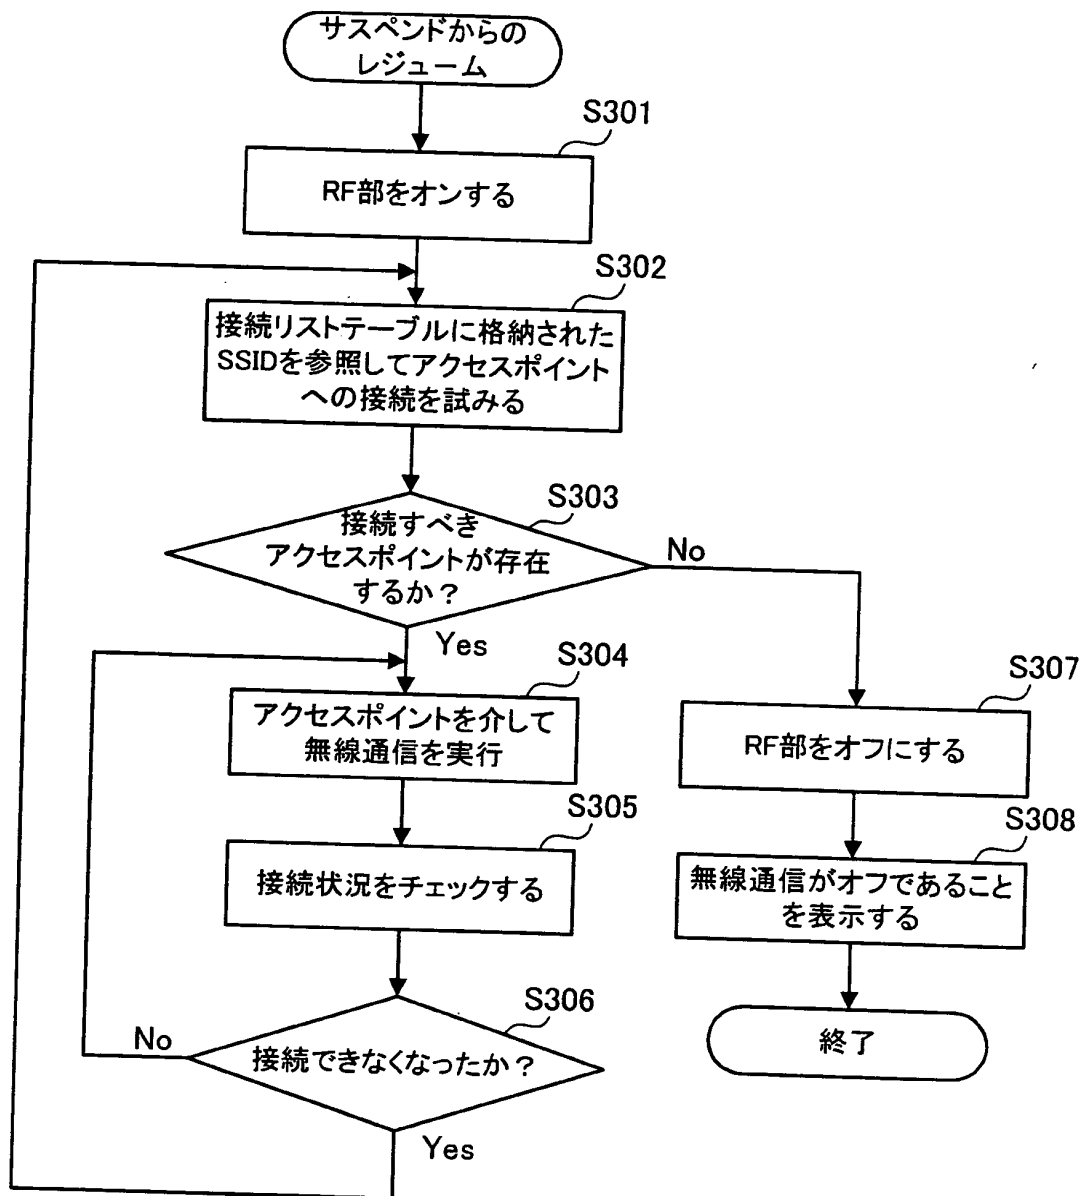 サスペンドからの
レジューム
S301
RF部をオンする
S302
接続リストテーブルに格納された
SSIDを参照してアクセスポイント
への接続を試みる
S303
接続すべき
アクセスポイントが存在
するか？
No
Yes
S304
アクセスポイントを介して
無線通信を実行
S305
接続状況をチェックする
S306
接続できなくなったか？
No
Yes
S307
RF部をオフにする
S308
無線通信がオフであること
を表示する
終了